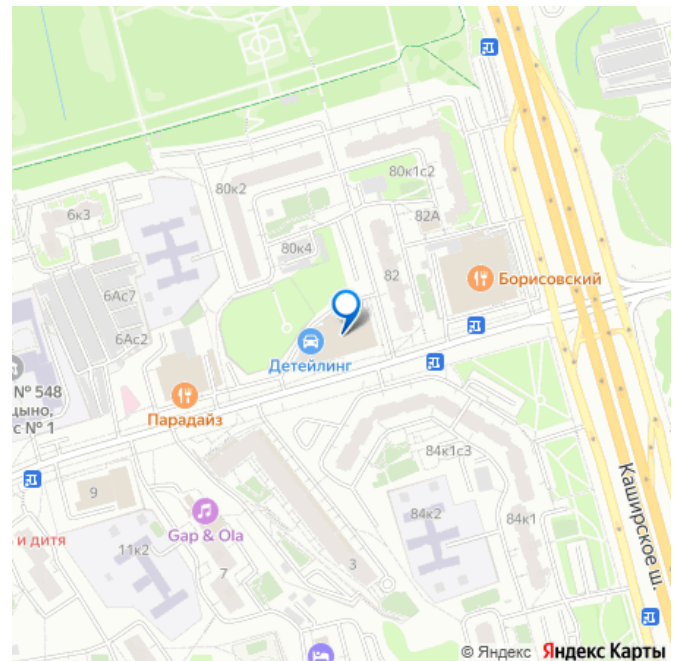 80к2
80к1с2
6к3
82А
80к4
82
Борисовский
6Ас7
6Ас2
Детейлинг
№ 548
цыно,
с № 1
Парадайз
84к1с3
9
Gap & Ola
84к2
84к1
Каширское ш.
и дитя
11к2
7
3
© Яндекс Яндекс Карты